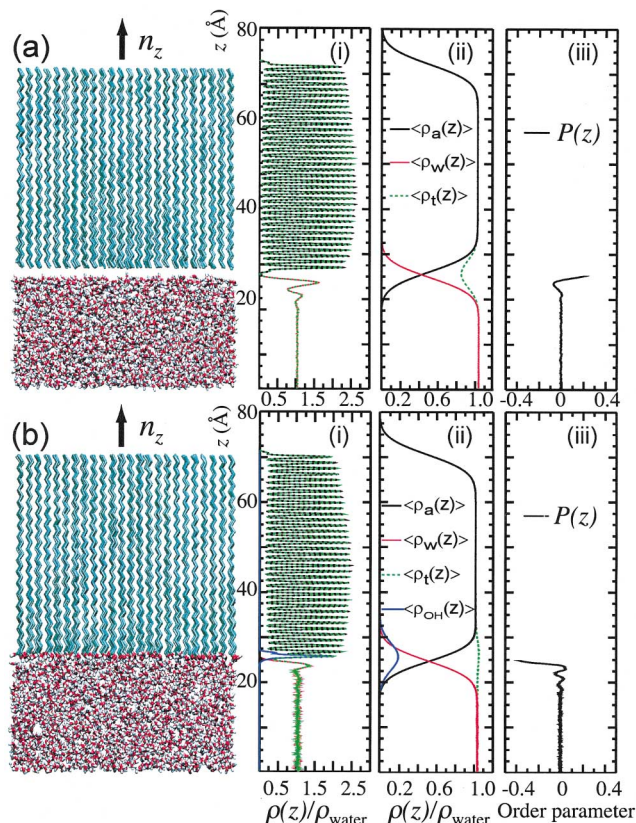 (a)
n_z
z (Å)
80
60
40
20
0
(i)
(ii)
(iii)
<ρ_a(z)>
<ρ_w(z)>
<ρ_t(z)>
P(z)
0.5 1.5 2.5
0.2 0.6 1.0
-0.4 0 0.4
(b)
n_z
z (Å)
80
60
40
20
0
(i)
(ii)
(iii)
<ρ_a(z)>
<ρ_w(z)>
<ρ_t(z)>
<ρ_OH(z)>
P(z)
0.5 1.5 2.5
0.2 0.6 1.0
-0.4 0 0.4
ρ(z)/ρ_water
ρ(z)/ρ_water
Order parameter